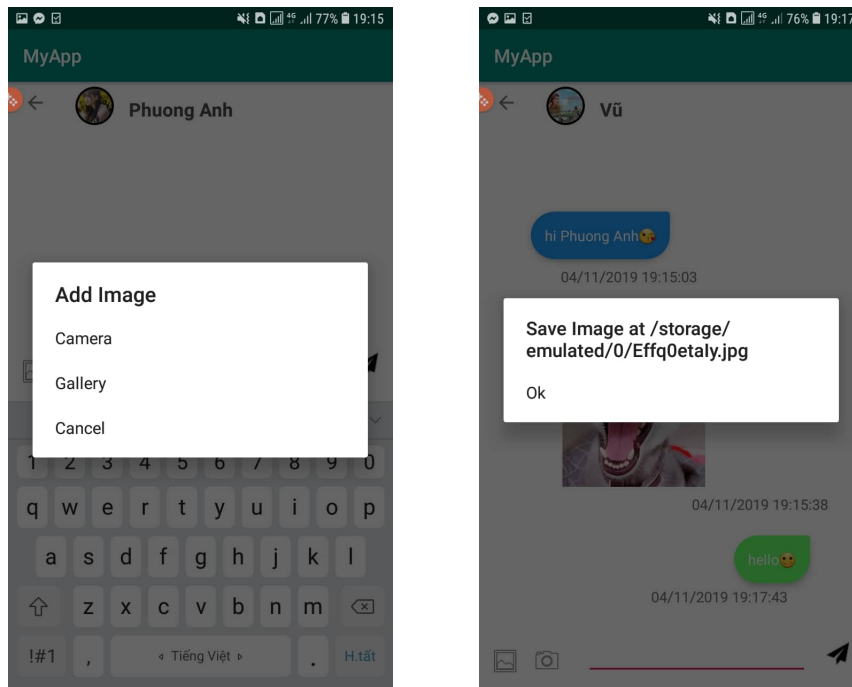 4G 77% 19:15
MyApp
Phuong Anh
Add Image
Camera
Gallery
Cancel
1 2 3 4 5 6 7 8 9 0
q w e r t y u i o p
a s d f g h j k l
z x c v b n m
!#1 , Tiếng Việt . H.tất
4G 76% 19:17
MyApp
Vũ
hi Phuong Anh😘
04/11/2019 19:15:03
Save Image at /storage/
emulated/0/Effq0etaIy.jpg
Ok
04/11/2019 19:15:38
hello🙂
04/11/2019 19:17:43